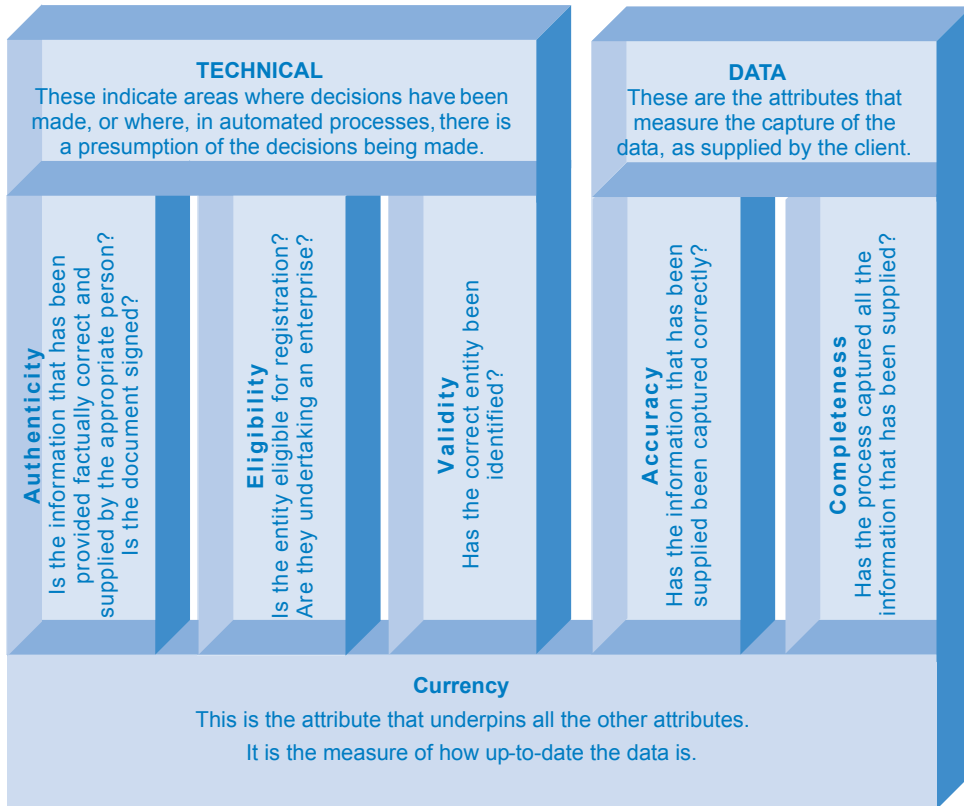 TECHNICAL
These indicate areas where decisions have been
made, or where, in automated processes, there is
a presumption of the decisions being made.
DATA
These are the attributes that
measure the capture of the
data, as supplied by the client.
Authenticity
Is the information that has been
provided factually correct and
supplied by the appropriate person?
Is the document signed?
Eligibility
Is the entity eligible for registration?
Are they undertaking an enterprise?
Validity
Has the correct entity been
identified?
Accuracy
Has the information that has been
supplied been captured correctly?
Completeness
Has the process captured all the
information that has been supplied?
Currency
This is the attribute that underpins all the other attributes.
It is the measure of how up-to-date the data is.